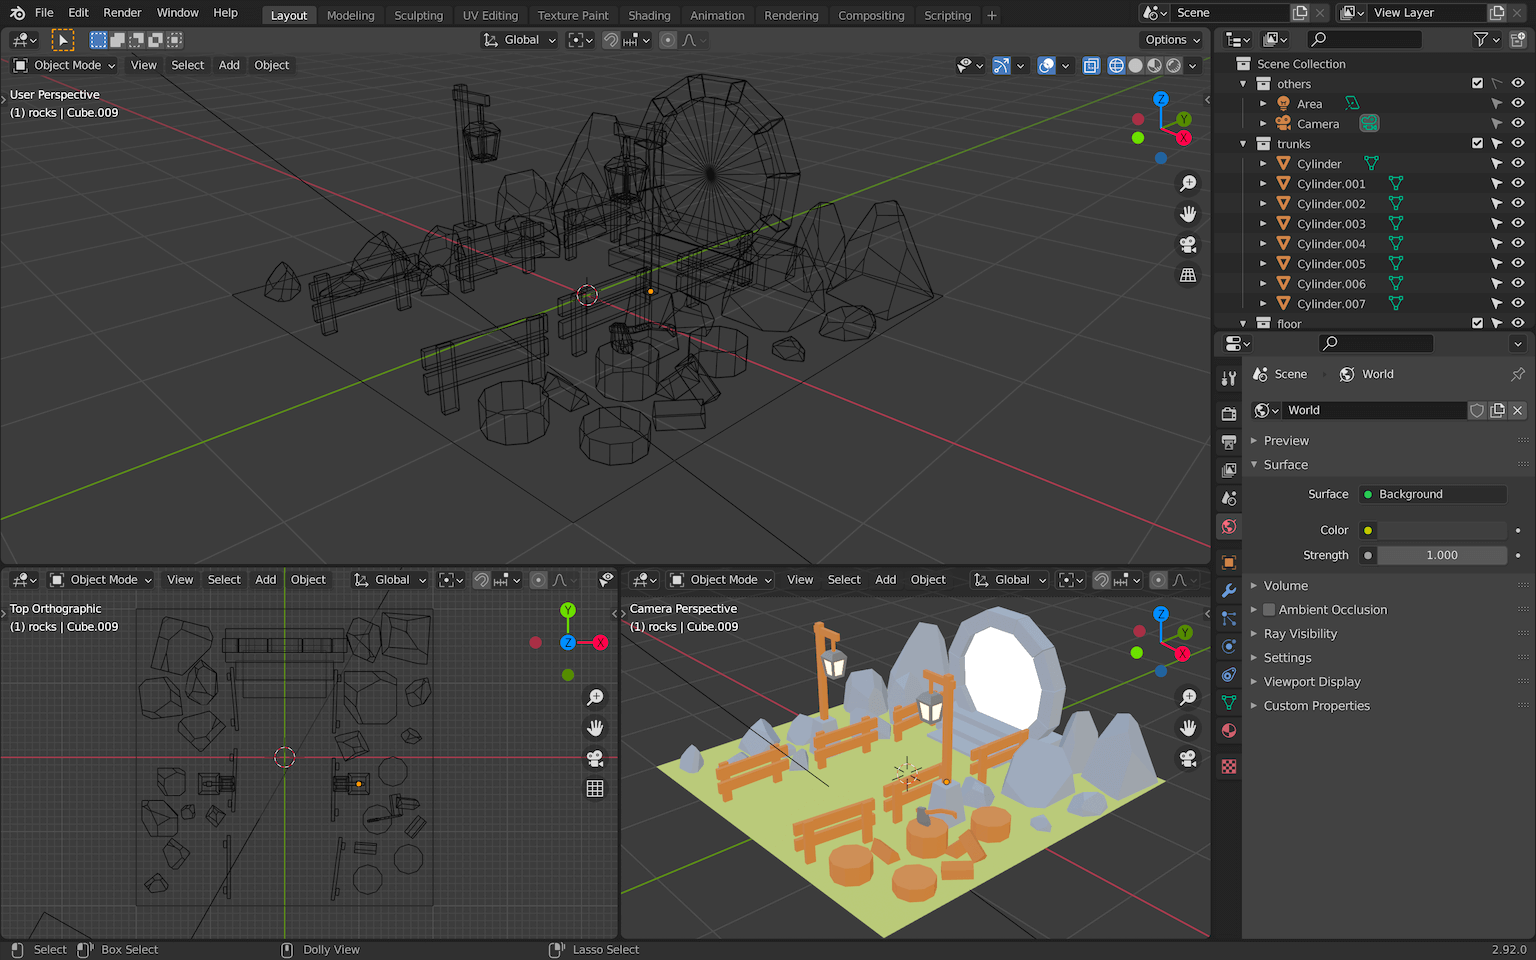 File Edit Render Window Help Layout Modeling Sculpting UV Editing Texture Paint Shading Animation Rendering Compositing Scripting + Scene View Layer
Global Options
Object Mode View Select Add Object
User Perspective
(1) rocks | Cube.009
Z
Y
X
Scene Collection
others
Area
Camera
trunks
Cylinder
Cylinder.001
Cylinder.002
Cylinder.003
Cylinder.004
Cylinder.005
Cylinder.006
Cylinder.007
floor
Scene World
World
Preview
Surface
Surface Background
Color
Strength 1.000
Volume
Ambient Occlusion
Ray Visibility
Settings
Viewport Display
Custom Properties
Object Mode View Select Add Object Global
Top Orthographic
(1) rocks | Cube.009
Y
Z X
Object Mode View Select Add Object Global
Camera Perspective
(1) rocks | Cube.009
Z
Y
X
Select Box Select Dolly View Lasso Select 2.92.0